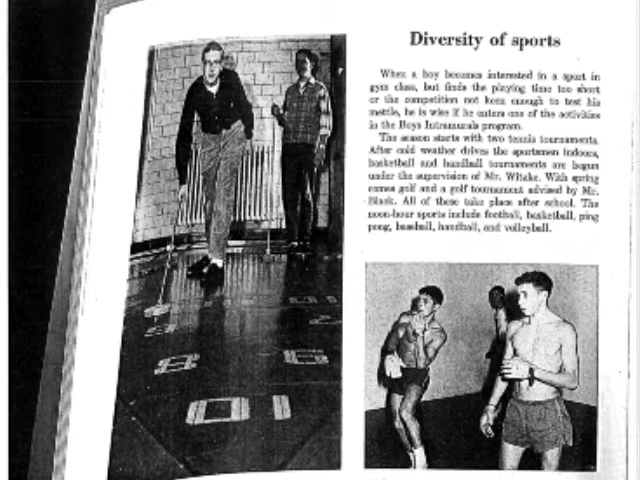 Diversity of sports
When a boy becomes interested in a sport in
gym class, but finds the playing time too short
or the competition not keen enough to test his
mettle, he is wise if he enters one of the activities
in the Boys Intramurals program.
The season starts with two tennis tournaments.
After cold weather drives the sportsmen indoors,
basketball and handball tournaments are begun
under the supervision of Mr. Witzke. With spring
comes golf and a golf tournament advised by Mr.
Black. All of these take place after school. The
noon-hour sports include football, basketball, ping
pong, baseball, handball, and volleyball.
10
8
10